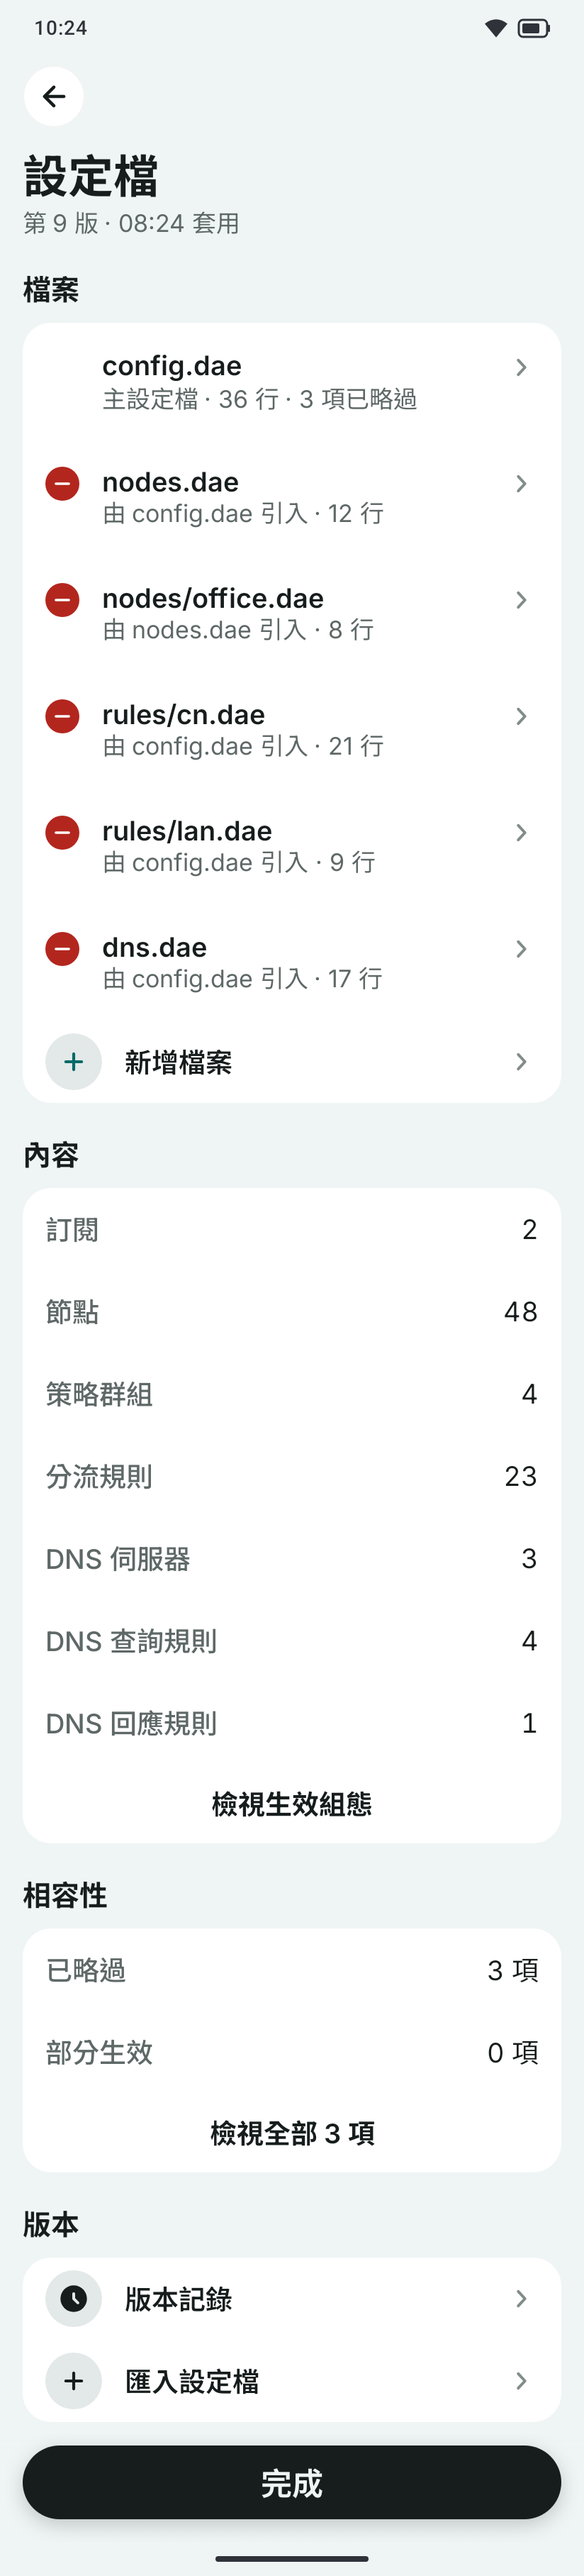 10:24
設定檔
第 9 版 · 08:24 套用
檔案
config.dae
主設定檔 · 36 行 · 3 項已略過
nodes.dae
由 config.dae 引入 · 12 行
nodes/office.dae
由 nodes.dae 引入 · 8 行
rules/cn.dae
由 config.dae 引入 · 21 行
rules/lan.dae
由 config.dae 引入 · 9 行
dns.dae
由 config.dae 引入 · 17 行
新增檔案
內容
訂閱 2
節點 48
策略群組 4
分流規則 23
DNS 伺服器 3
DNS 查詢規則 4
DNS 回應規則 1
檢視生效組態
相容性
已略過 3 項
部分生效 0 項
檢視全部 3 項
版本
版本記錄
匯入設定檔
完成